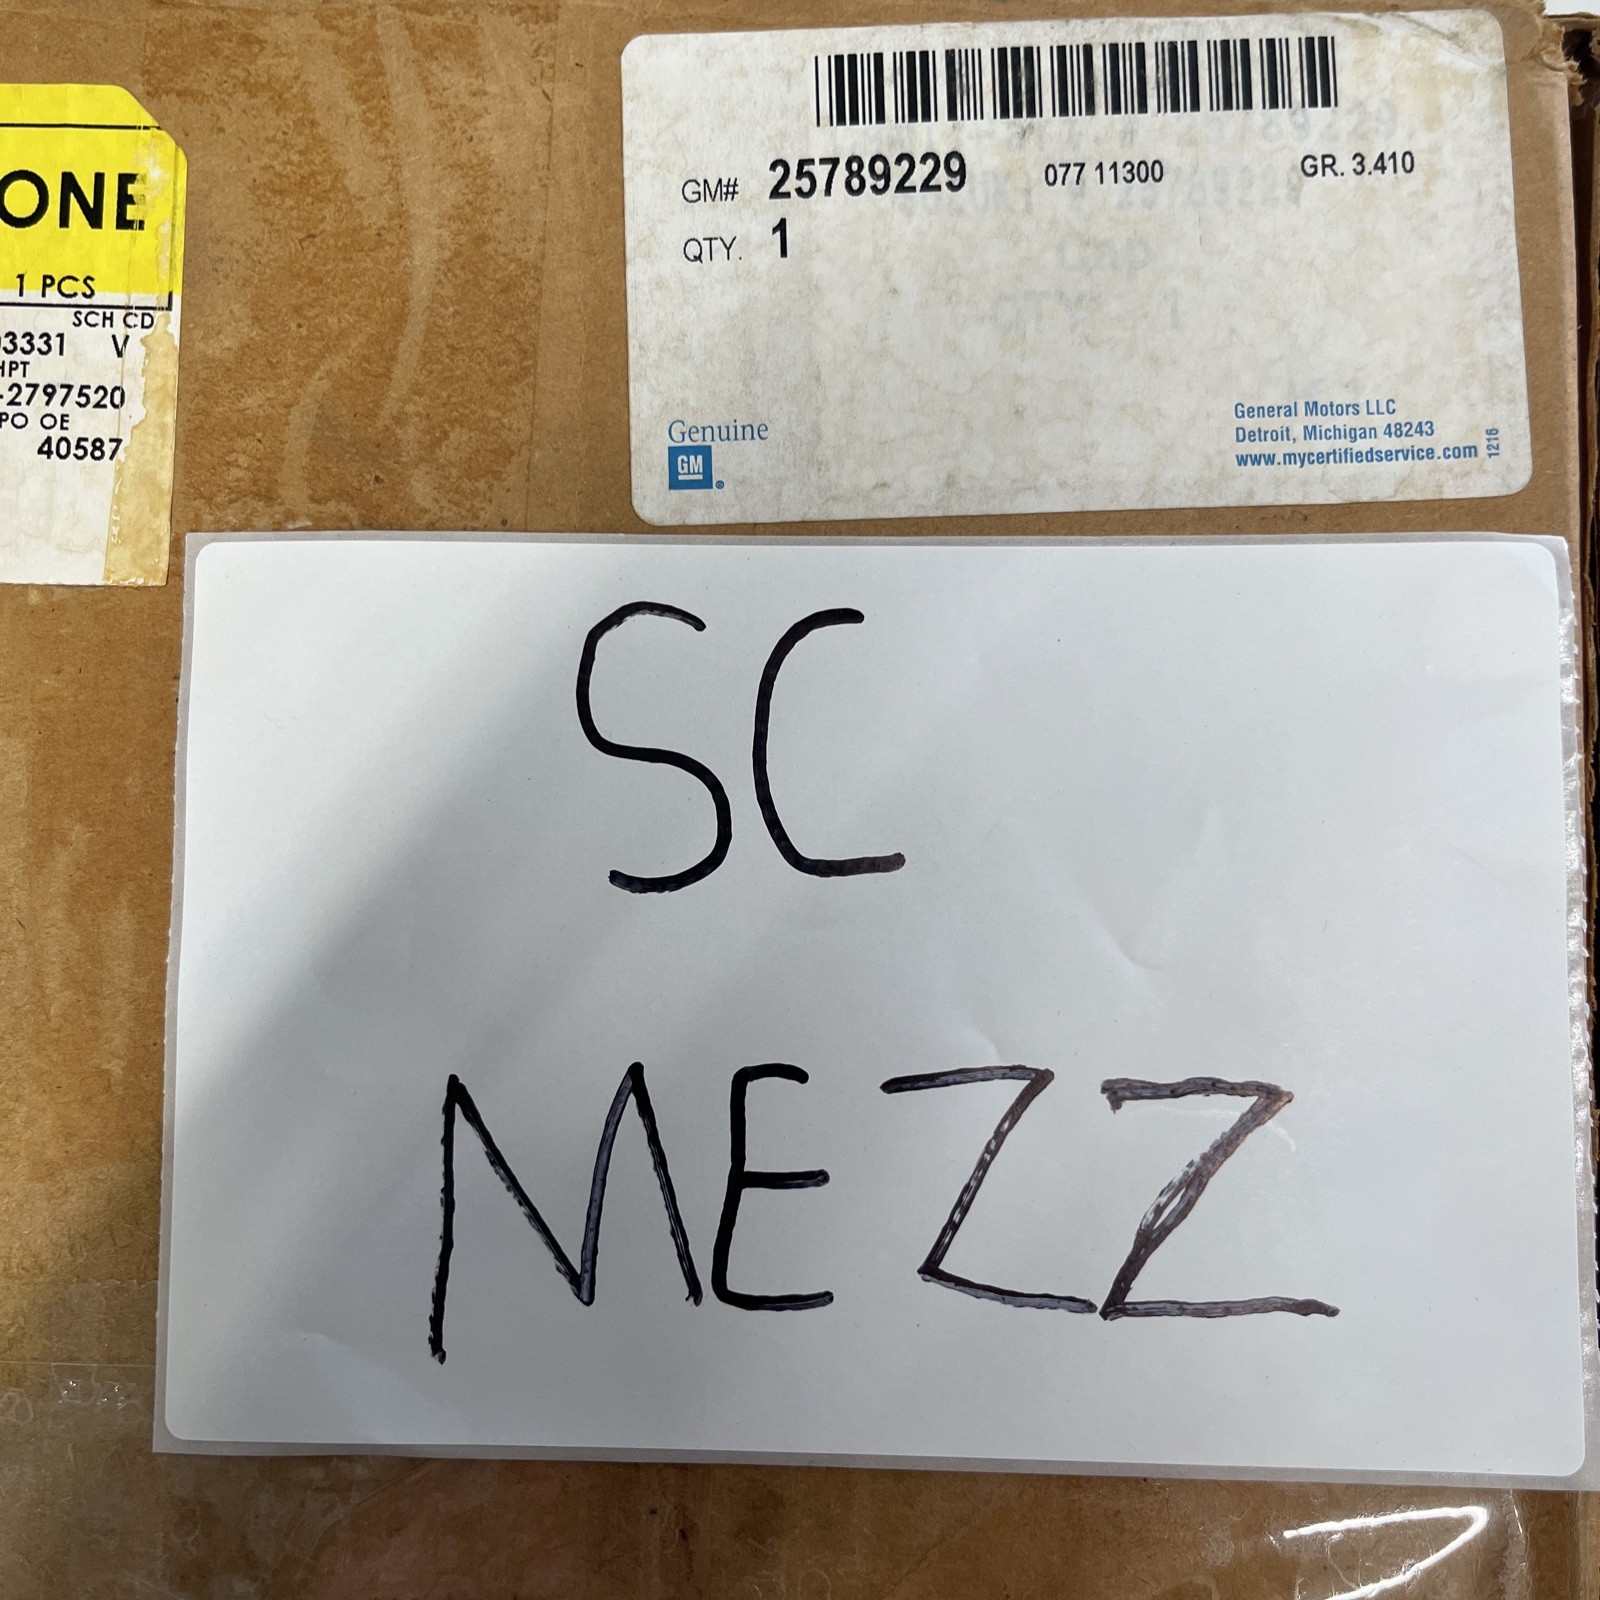 ONE
1 PCS
SCH CD
3331 V
HPT
-2797520
PO OE
40587
GM# 25789229 077 11300 GR. 3.410
QTY. 1
Genuine
GM
General Motors LLC
Detroit, Michigan 48243
www.mycertifiedservice.com
1216
SC
MEZZ